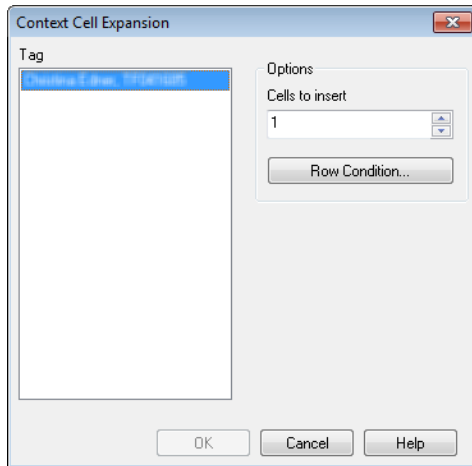 Context Cell Expansion
Tag
Options
Cells to insert
1
Row Condition...
OK
Cancel
Help